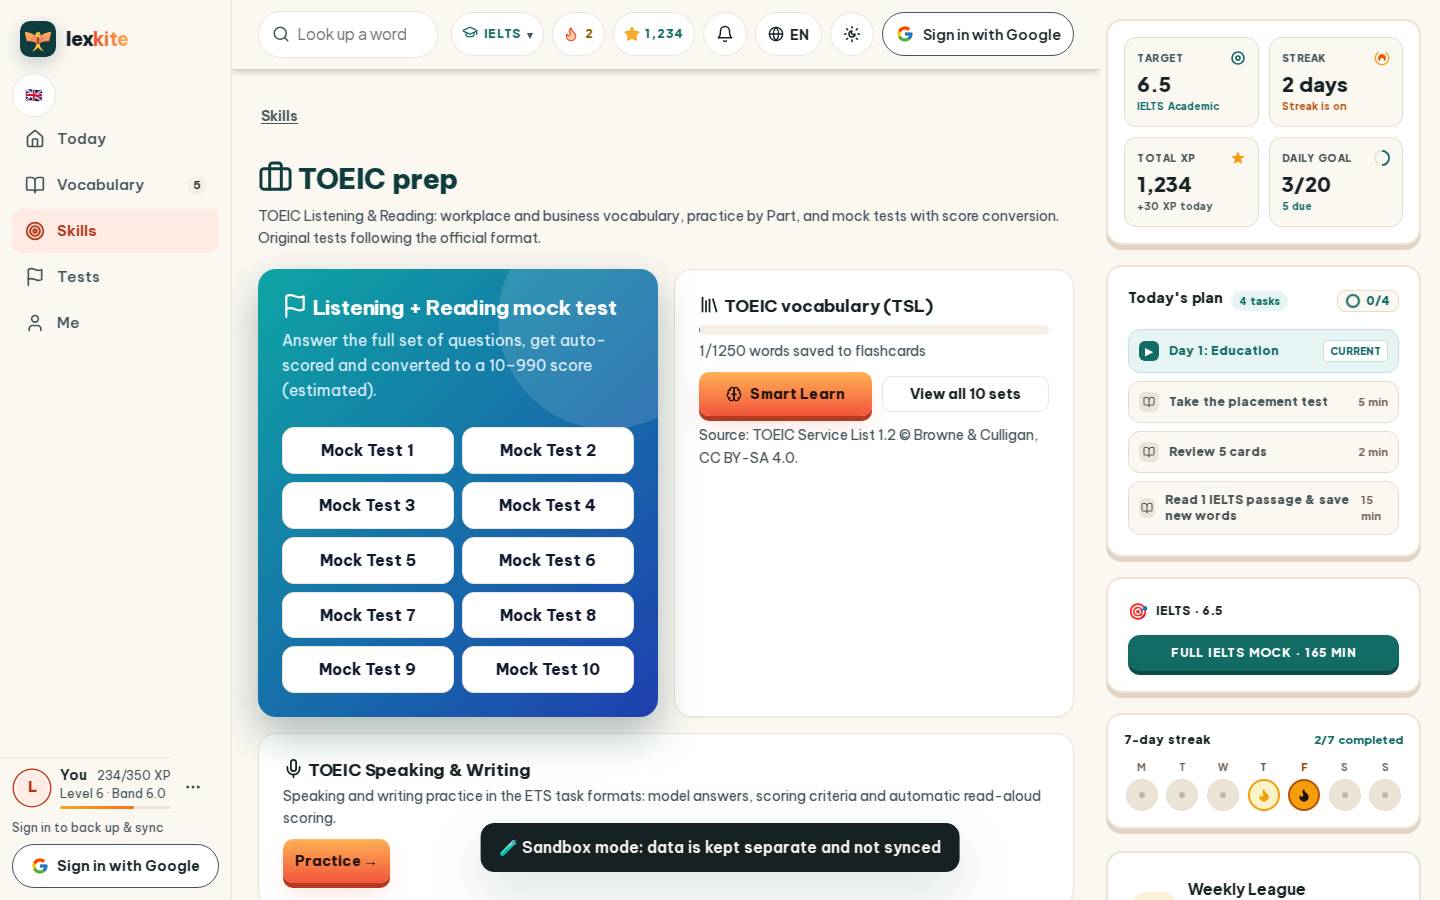 lexkite
Today
Vocabulary 5
Skills
Tests
Me
L You 234/350 XP
Level 6 · Band 6.0
Sign in to back up & sync
Sign in with Google
Look up a word
IELTS
2
1,234
EN
Sign in with Google
Skills
TOEIC prep
TOEIC Listening & Reading: workplace and business vocabulary, practice by Part, and mock tests with score conversion.
Original tests following the official format.
Listening + Reading mock test
Answer the full set of questions, get auto-
scored and converted to a 10–990 score
(estimated).
Mock Test 1 Mock Test 2
Mock Test 3 Mock Test 4
Mock Test 5 Mock Test 6
Mock Test 7 Mock Test 8
Mock Test 9 Mock Test 10
TOEIC vocabulary (TSL)
1/1250 words saved to flashcards
Smart Learn View all 10 sets
Source: TOEIC Service List 1.2 © Browne & Culligan,
CC BY-SA 4.0.
TOEIC Speaking & Writing
Speaking and writing practice in the ETS task formats: model answers, scoring criteria and automatic read-aloud
scoring.
Practice →
🧪 Sandbox mode: data is kept separate and not synced
TARGET
6.5
IELTS Academic
STREAK
2 days
Streak is on
TOTAL XP
1,234
+30 XP today
DAILY GOAL
3/20
5 due
Today's plan 4 tasks 0/4
Day 1: Education CURRENT
Take the placement test 5 min
Review 5 cards 2 min
Read 1 IELTS passage & save
new words
15
min
IELTS · 6.5
FULL IELTS MOCK · 165 MIN
7-day streak 2/7 completed
M T W T F S S
Weekly League